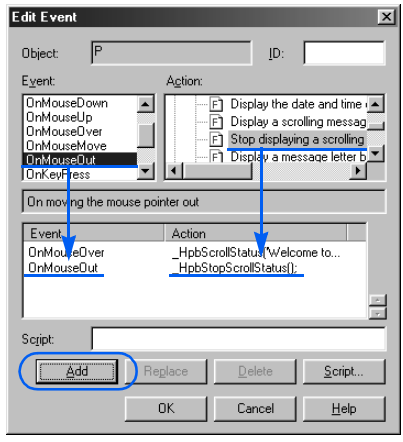 Edit Event
Object: P ID:
Event: Action:
OnMouseDown
OnMouseUp
OnMouseOver
OnMouseMove
OnMouseOut
OnKeyPress
Display the date and time
Display a scrolling messag
Stop displaying a scrolling
Display a message letter b
On moving the mouse pointer out
Event Action
OnMouseOver _HpbScrollStatus('Welcome to...
OnMouseOut _HpbStopScrollStatus();
Script:
Add Replace Delete Script...
OK Cancel Help